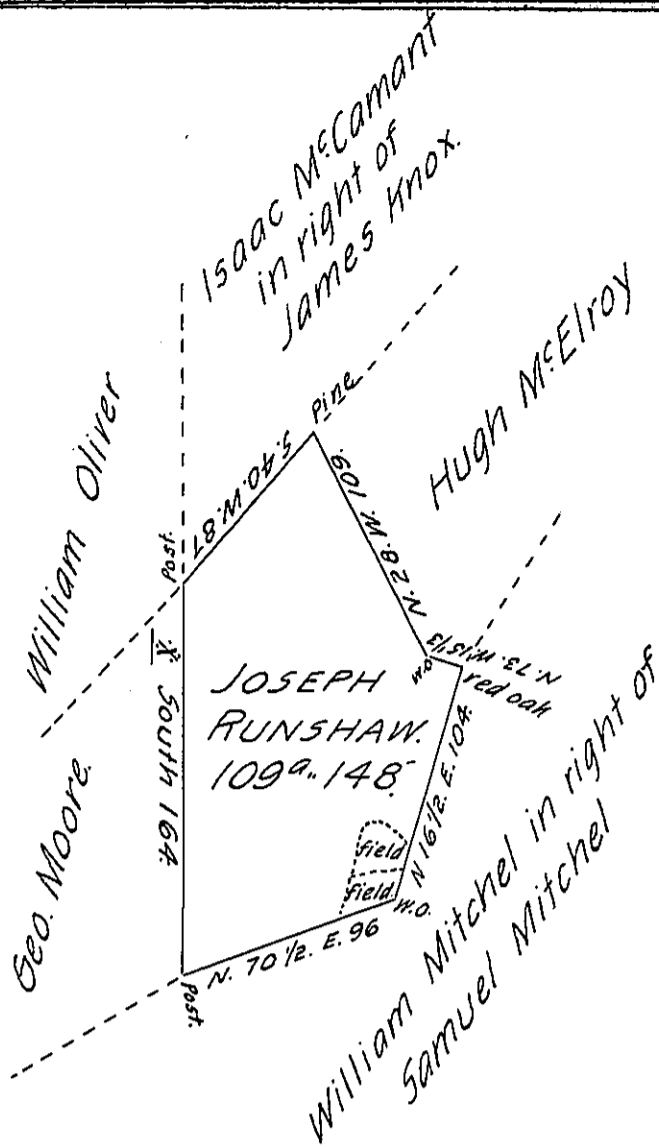 Isaac McCamant
in right of
James Knox.
William Oliver
Hugh McElroy
Geo. Moore.
William Mitchel in right of
Samuel Mitchel
JOSEPH
RUNSHAW.
109a.. 148.
Pine
S. 40. W. 87
Post.
N. 28. W. 109.
W.O
N. 73. W. 15 1/3
red oak
X South 164.
N 16 1/2. E. 104.
field
field.
W.O.
N. 70 1/2. E. 96
Post.